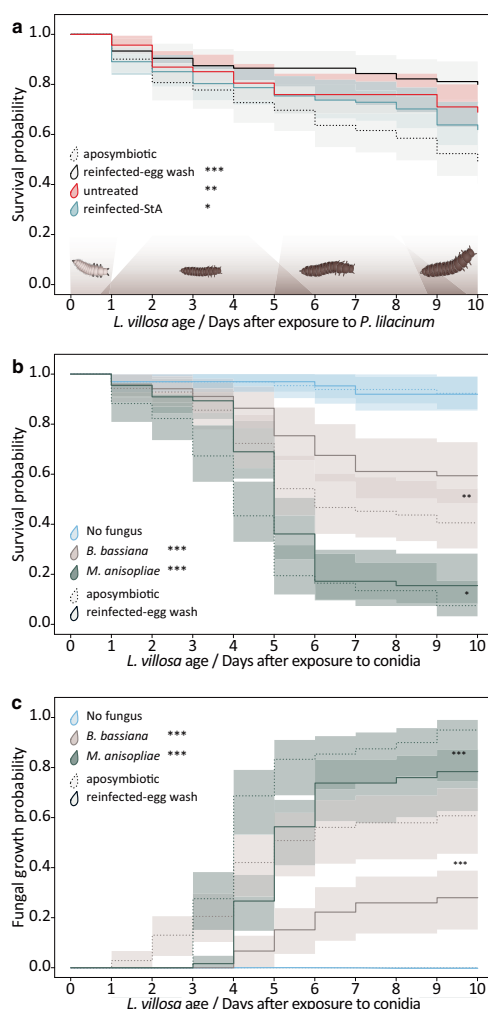 a
Survival probability
1.0
0.8
0.6
0.4
0.2
0.0
aposymbiotic
reinfected-egg wash ***
untreated **
reinfected-StA *
0 1 2 3 4 5 6 7 8 9 10
L. villosa age / Days after exposure to P. lilacinum
b
Survival probability
1.0
0.8
0.6
0.4
0.2
0.0
**
No fungus
B. bassiana ***
M. anisopliae ***
aposymbiotic *
reinfected-egg wash
0 1 2 3 4 5 6 7 8 9 10
L. villosa age / Days after exposure to conidia
c
Fungal growth probability
1.0
0.8
0.6
0.4
0.2
0.0
No fungus
B. bassiana ***
M. anisopliae *** ***
aposymbiotic
reinfected-egg wash
***
0 1 2 3 4 5 6 7 8 9 10
L. villosa age / Days after exposure to conidia